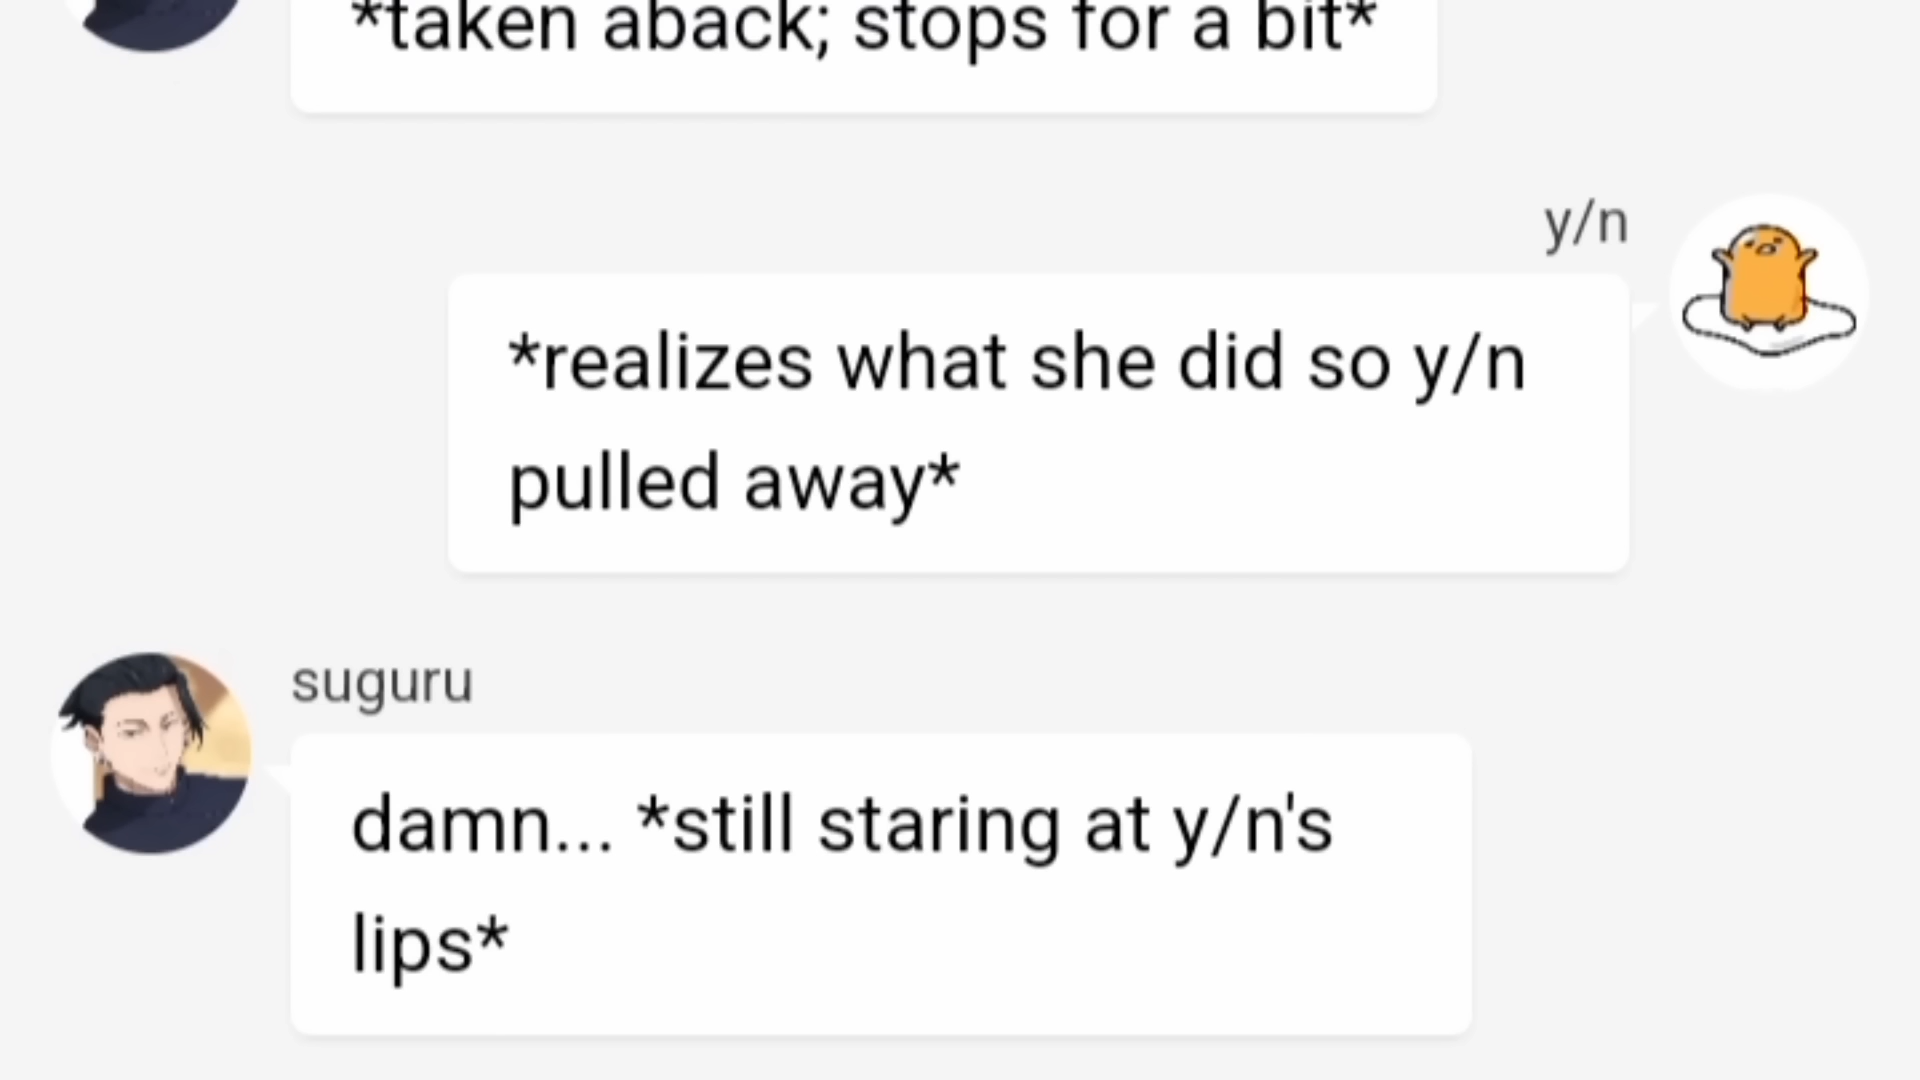 *taken aback; stops for a bit*
y/n
*realizes what she did so y/n
pulled away*
suguru
damn... *still staring at y/n's
lips*